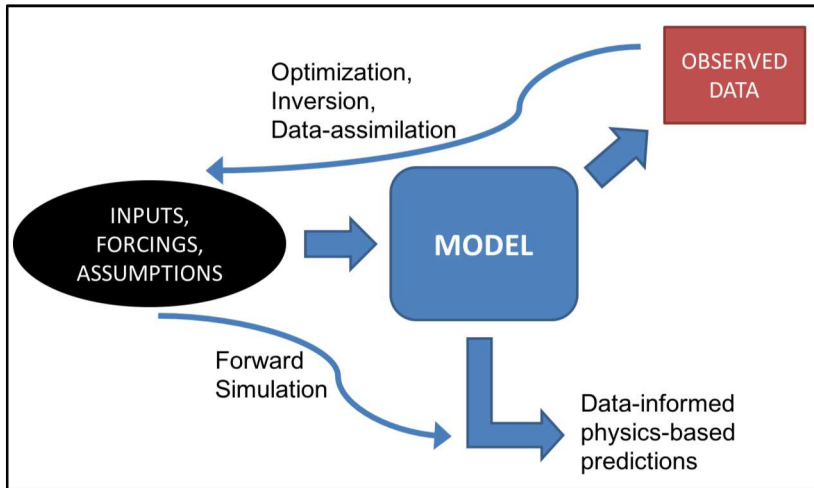 OBSERVED
DATA
Optimization,
Inversion,
Data-assimilation
INPUTS,
FORCINGS,
ASSUMPTIONS
MODEL
Forward
Simulation
Data-informed
physics-based
predictions